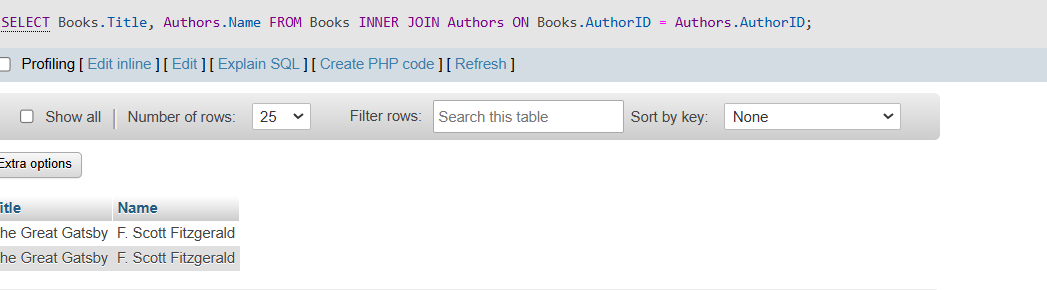 SELECT Books.Title, Authors.Name FROM Books INNER JOIN Authors ON Books.AuthorID = Authors.AuthorID;
Profiling [ Edit inline ] [ Edit ] [ Explain SQL ] [ Create PHP code ] [ Refresh ]
Show all Number of rows: 25 Filter rows: Search this table Sort by key: None
Extra options
itle Name
he Great Gatsby F. Scott Fitzgerald
he Great Gatsby F. Scott Fitzgerald